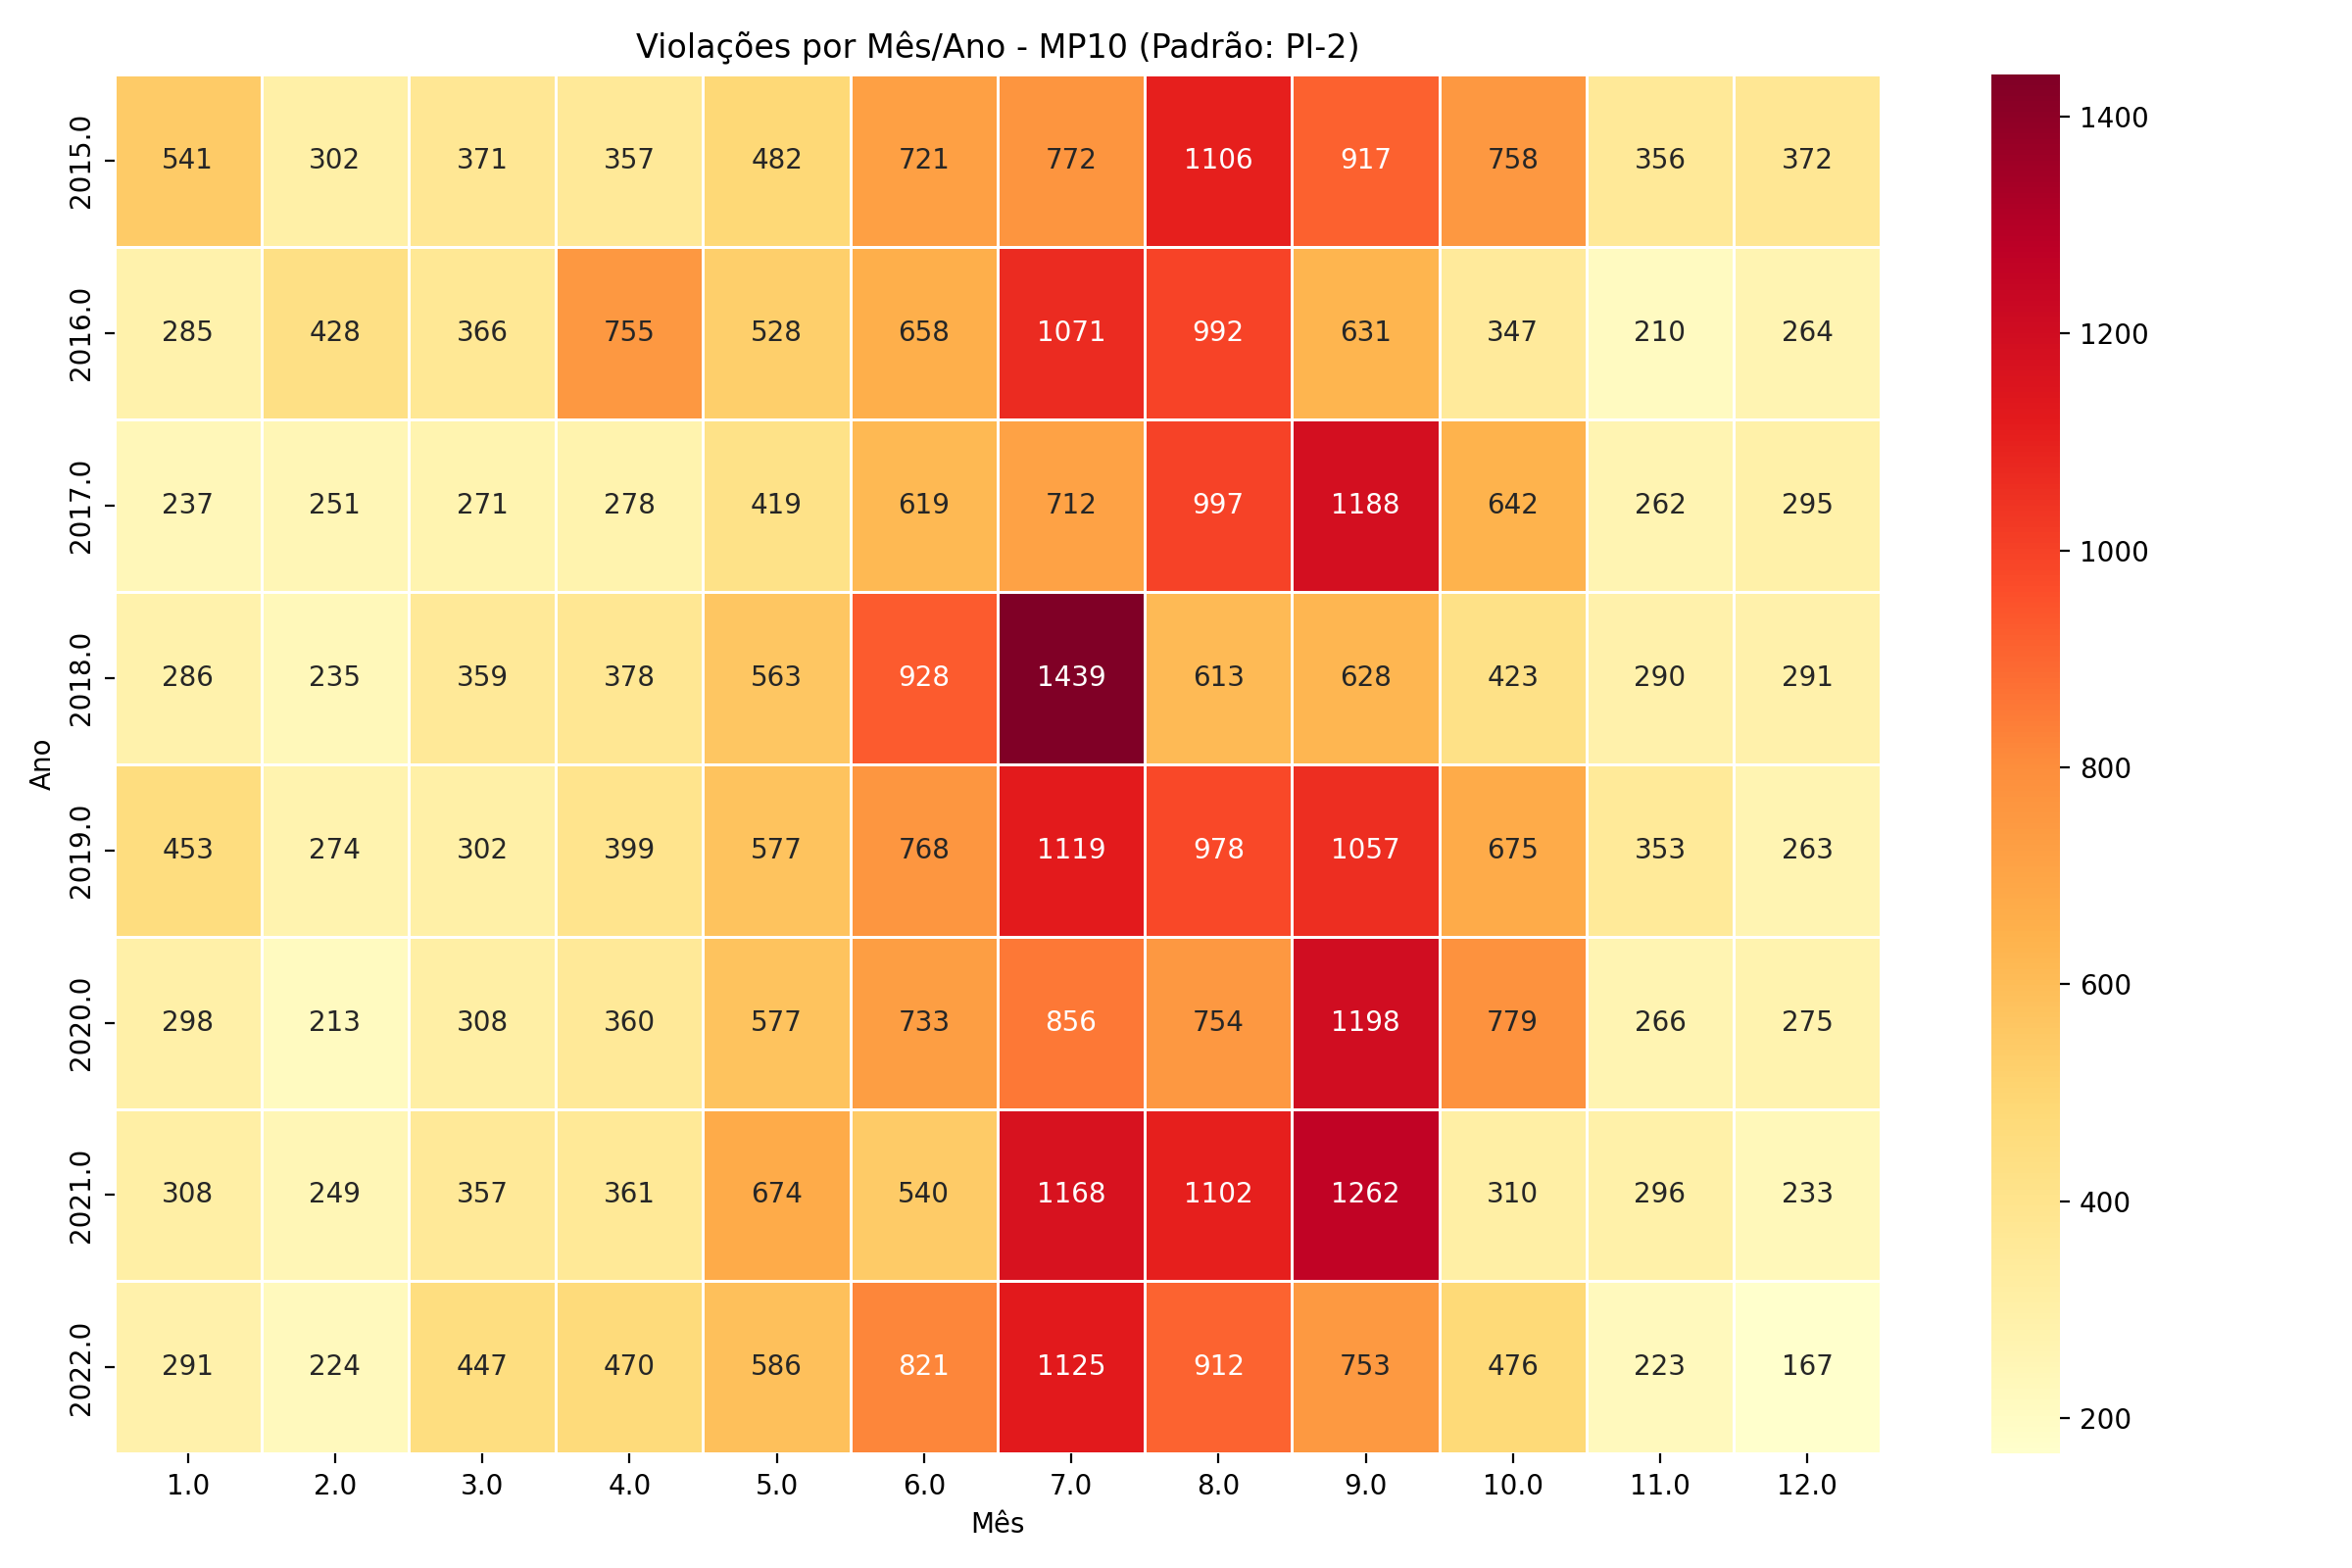 Violações por Mês/Ano - MP10 (Padrão: PI-2)
2015.0 541 302 371 357 482 721 772 1106 917 758 356 372
2016.0 285 428 366 755 528 658 1071 992 631 347 210 264
2017.0 237 251 271 278 419 619 712 997 1188 642 262 295
2018.0 286 235 359 378 563 928 1439 613 628 423 290 291
2019.0 453 274 302 399 577 768 1119 978 1057 675 353 263
2020.0 298 213 308 360 577 733 856 754 1198 779 266 275
2021.0 308 249 357 361 674 540 1168 1102 1262 310 296 233
2022.0 291 224 447 470 586 821 1125 912 753 476 223 167
1.0 2.0 3.0 4.0 5.0 6.0 7.0 8.0 9.0 10.0 11.0 12.0
Mês
Ano
1400
1200
1000
800
600
400
200